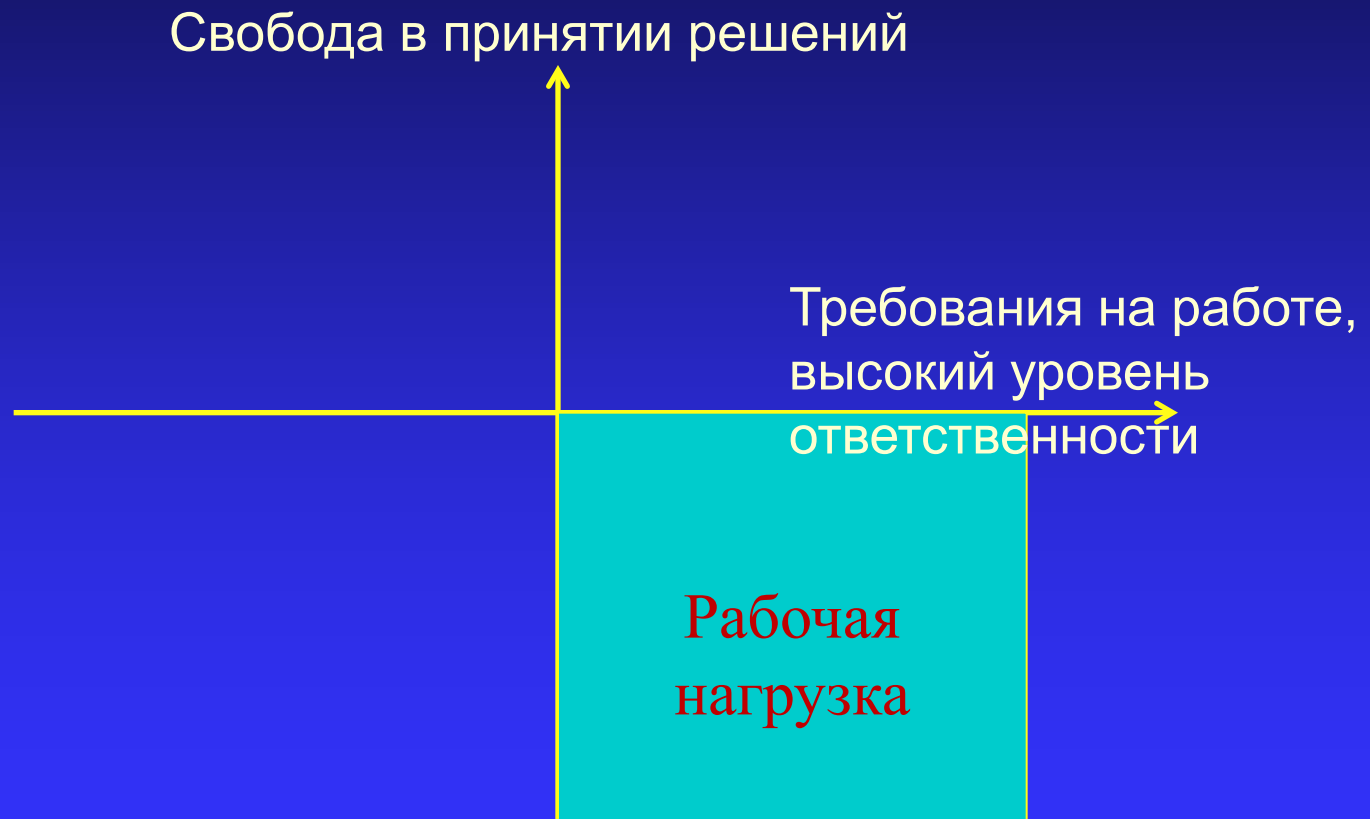 Свобода в принятии решений
Требования на работе,
высокий уровень
ответственности
Рабочая
нагрузка